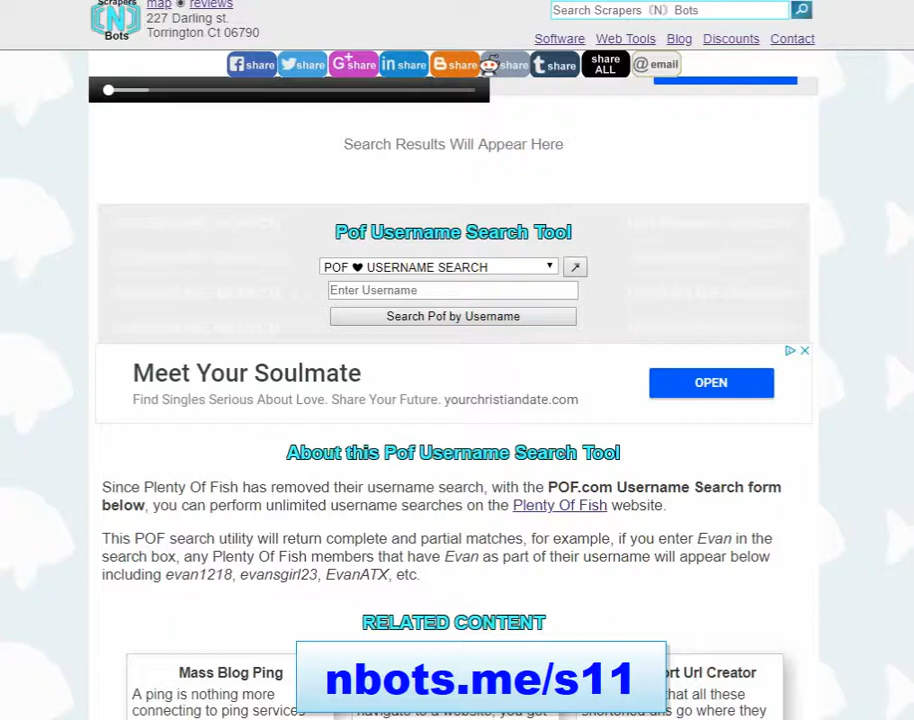 Scrapers
N
Bots
map ◉ reviews
227 Darling st.
Torrington Ct 06790
Search Scrapers 〔N〕 Bots
Software Web Tools Blog Discounts Contact
share share share share share share share share ALL @ email
Search Results Will Appear Here
Pof Username Search Tool
POF ♥ USERNAME SEARCH
Enter Username
Search Pof by Username
Meet Your Soulmate
Find Singles Serious About Love. Share Your Future. yourchristiandate.com
OPEN
About this Pof Username Search Tool
Since Plenty Of Fish has removed their username search, with the POF.com Username Search form
below, you can perform unlimited username searches on the Plenty Of Fish website.
This POF search utility will return complete and partial matches, for example, if you enter Evan in the
search box, any Plenty Of Fish members that have Evan as part of their username will appear below
including evan1218, evansgirl23, EvanATX, etc.
RELATED CONTENT
Mass Blog Ping
A ping is nothing more
connecting to ping services
nbots.me/s11
navigate to a website, you get
ort Url Creator
that all these
shortened urls go where they